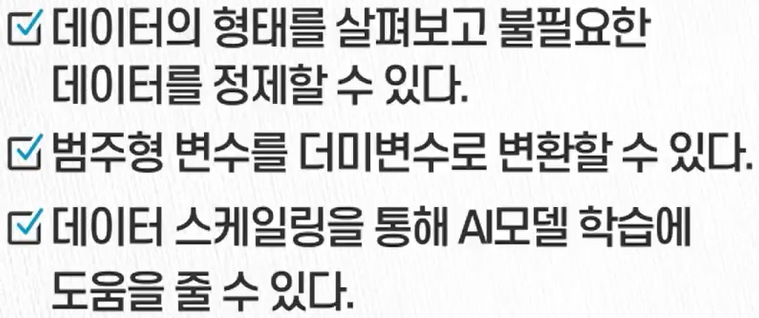 데이터의 형태를 살펴보고 불필요한
데이터를 정제할 수 있다.
범주형 변수를 더미변수로 변환할 수 있다.
데이터 스케일링을 통해 AI모델 학습에
도움을 줄 수 있다.